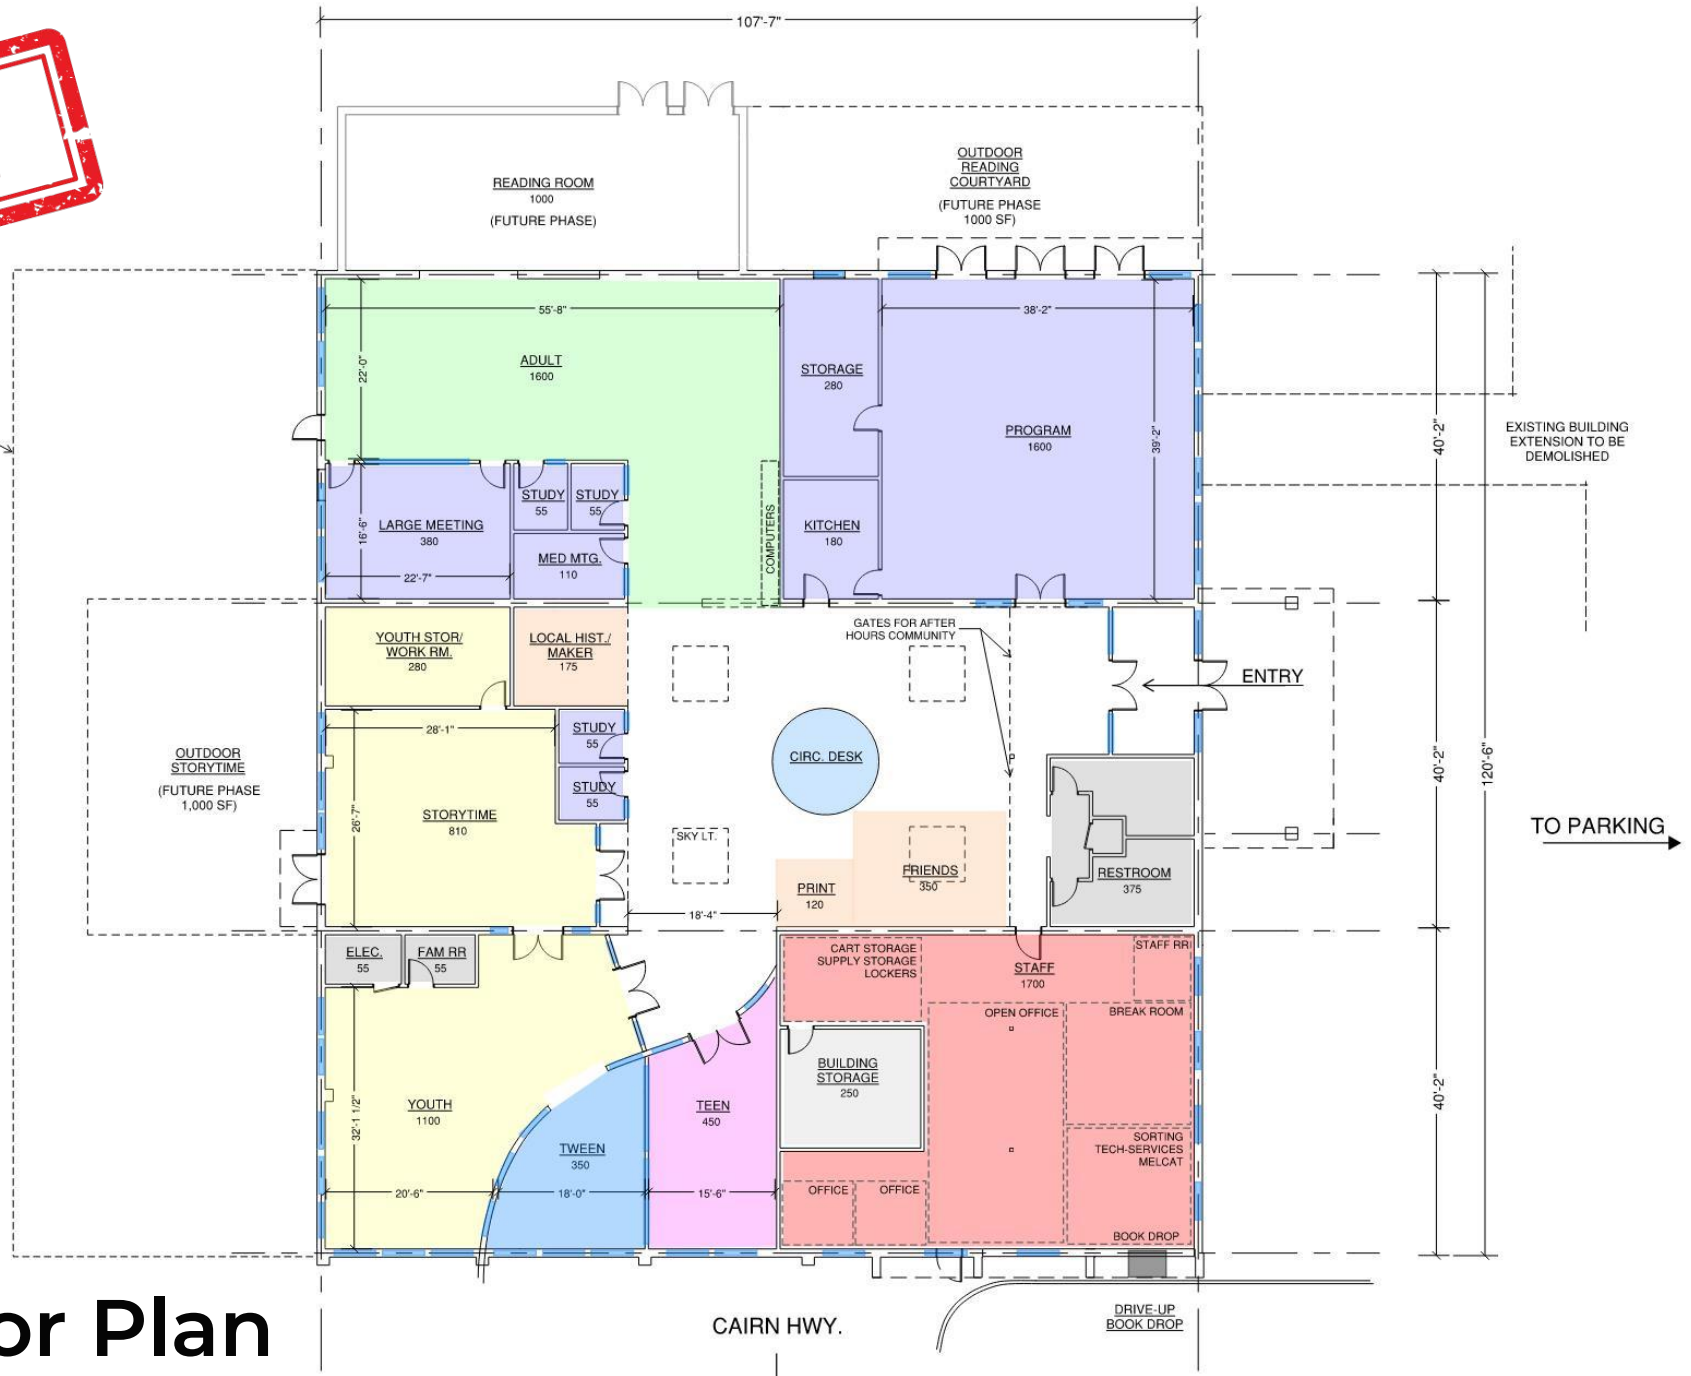 107'-7"
READING ROOM
1000
(FUTURE PHASE)
OUTDOOR
READING
COURTYARD
(FUTURE PHASE
1000 SF)
55'-8"
38'-2"
22'-0"
ADULT
1600
STORAGE
280
PROGRAM
1600
39'-2"
40'-2"
EXISTING BUILDING
EXTENSION TO BE
DEMOLISHED
LARGE MEETING
380
16'-6"
22'-7"
STUDY
55
STUDY
55
MED MTG.
110
COMPUTERS
KITCHEN
180
YOUTH STOR/
WORK RM.
280
LOCAL HIST./
MAKER
175
GATES FOR AFTER
HOURS COMMUNITY
ENTRY
28'-1"
STUDY
55
STUDY
55
CIRC. DESK
OUTDOOR
STORYTIME
(FUTURE PHASE
1,000 SF)
26'-7"
STORYTIME
810
40'-2"
120'-6"
SKY LT.
FRIENDS
350
PRINT
120
RESTROOM
375
TO PARKING
18'-4"
ELEC.
55
FAM RR
55
CART STORAGE
SUPPLY STORAGE
LOCKERS
STAFF
1700
STAFF RR
OPEN OFFICE
BREAK ROOM
BUILDING
STORAGE
250
YOUTH
1100
32'-1 1/2"
TWEEN
350
TEEN
450
40'-2"
SORTING
TECH-SERVICES
MELCAT
20'-6"
18'-0"
15'-6"
OFFICE
OFFICE
BOOK DROP
or Plan
CAIRN HWY.
DRIVE-UP
BOOK DROP